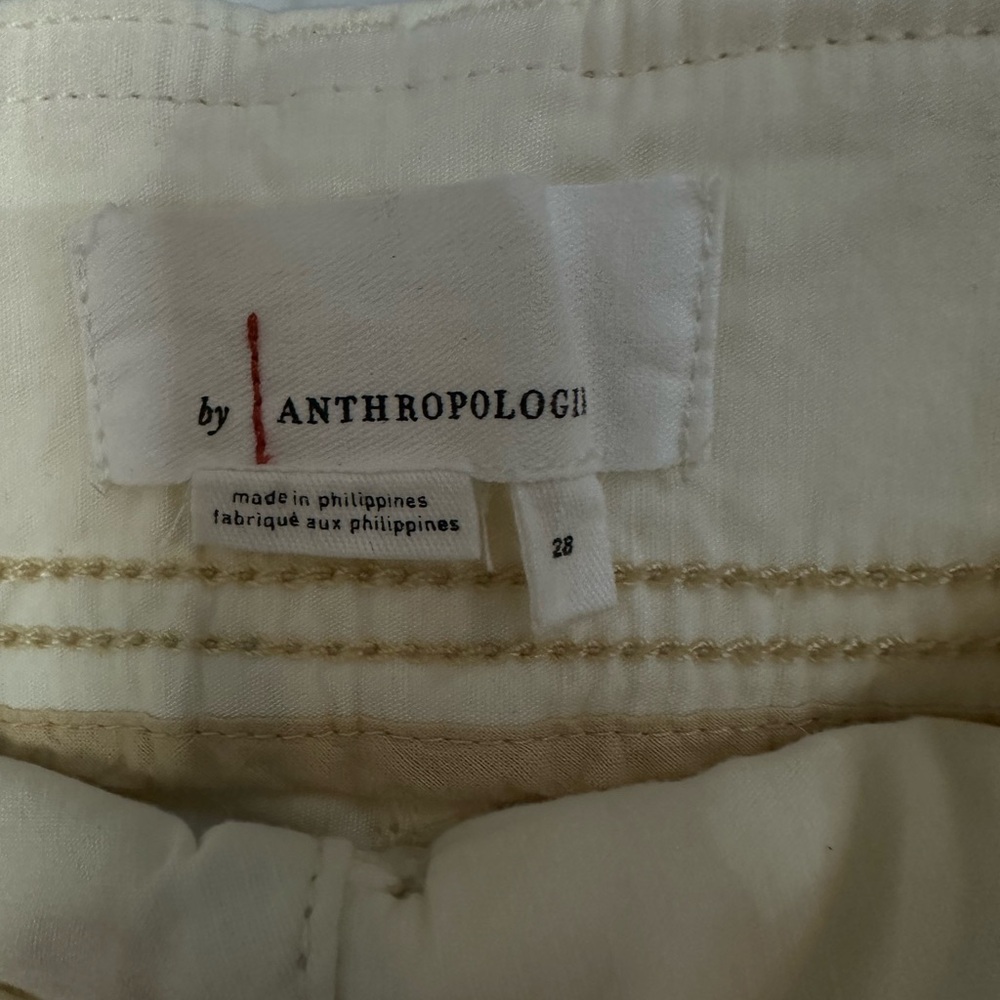 by ANTHROPOLOGIE
made in philippines
fabriqué aux philippines
28